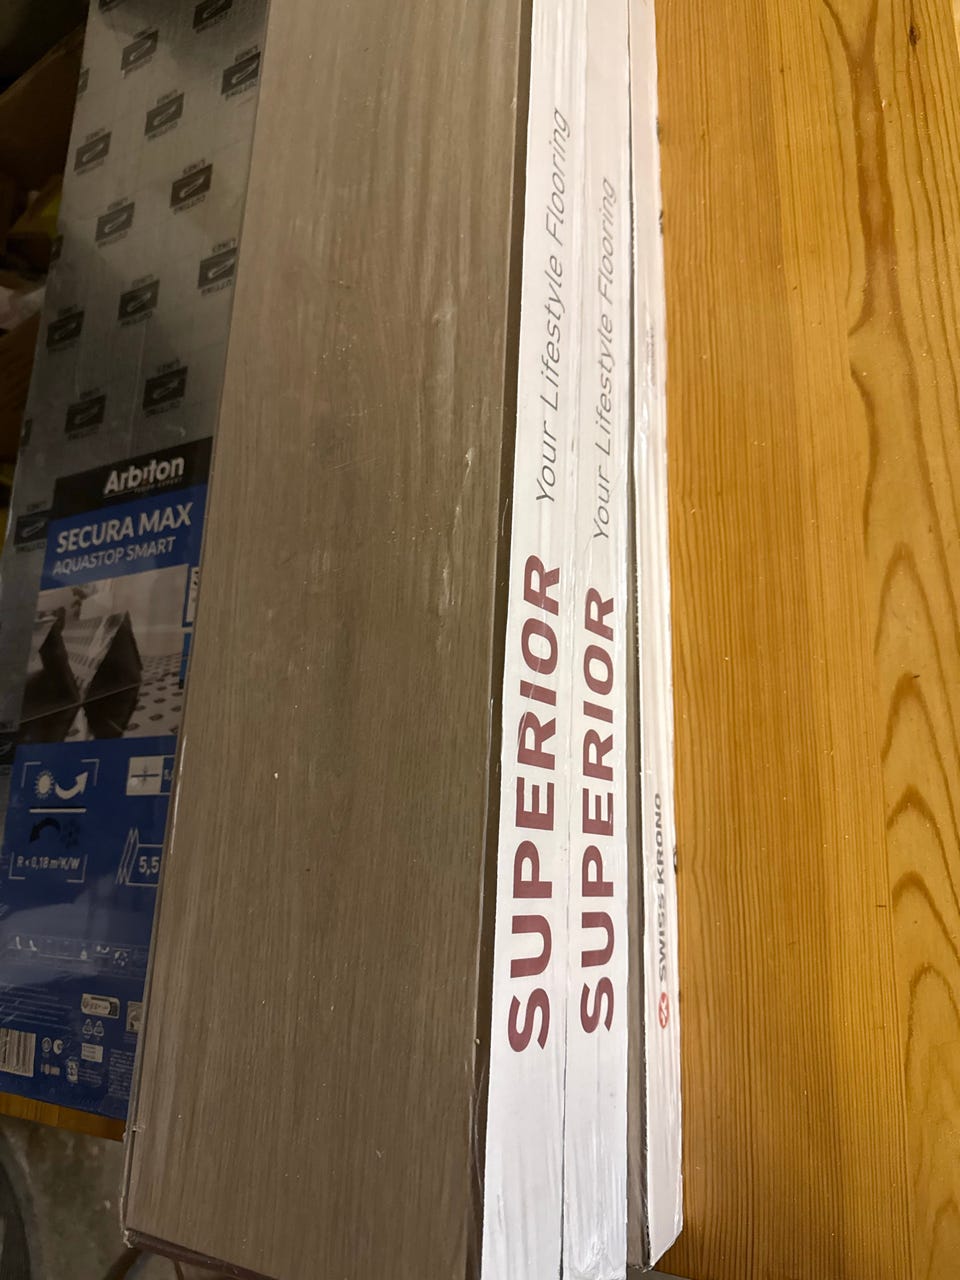 Arbiton
SECURA MAX
AQUASTOP SMART
R < 0,18 m²K/W
5,5
SUPERIOR Your Lifestyle Flooring
SUPERIOR Your Lifestyle Flooring
SWISS KRONO